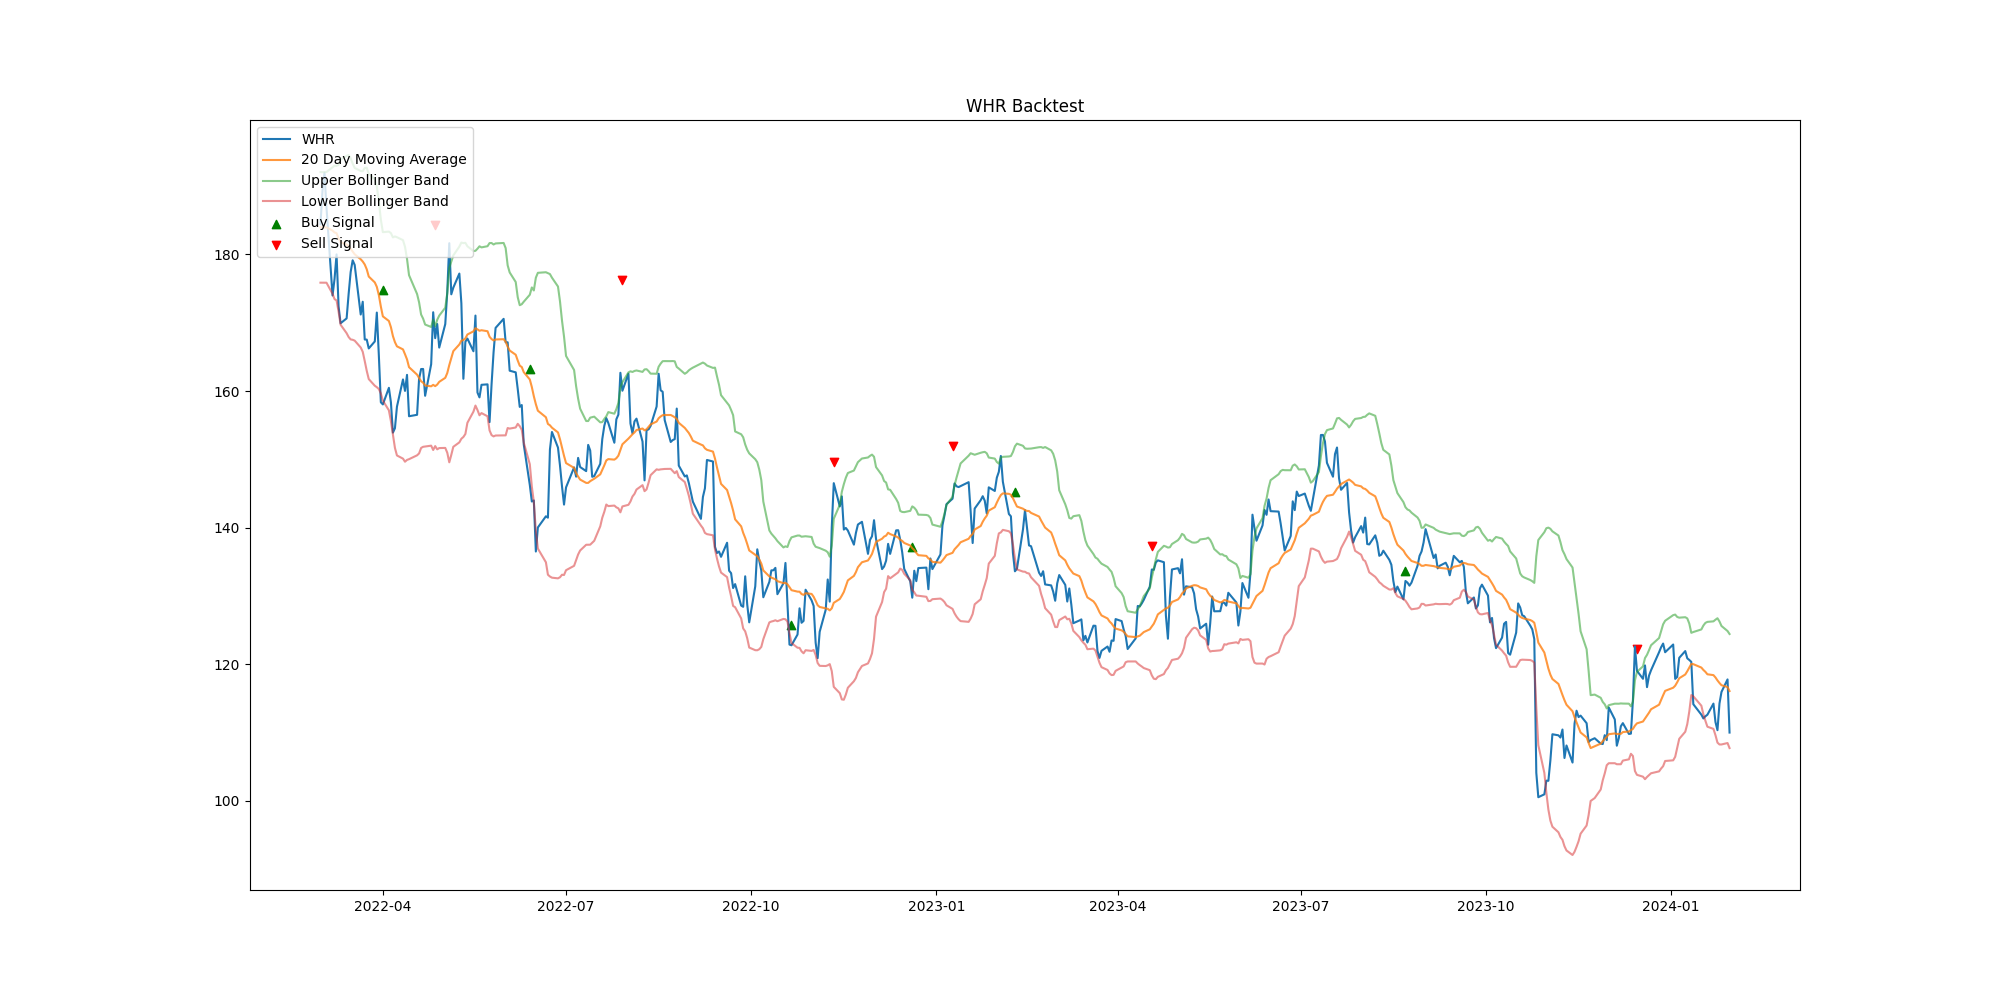 WHR Backtest
WHR
20 Day Moving Average
Upper Bollinger Band
Lower Bollinger Band
Buy Signal
Sell Signal
180
160
140
120
100
2022-04 2022-07 2022-10 2023-01 2023-04 2023-07 2023-10 2024-01